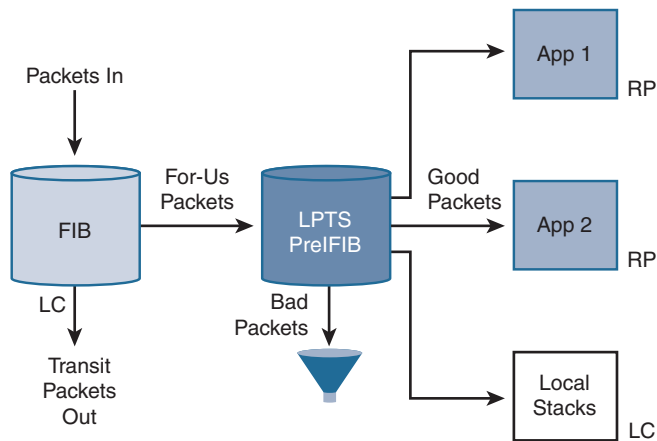 Packets In
FIB
LC
Transit
Packets
Out
For-Us
Packets
LPTS
PreIFIB
Bad
Packets
Good
Packets
App 1
RP
App 2
RP
Local
Stacks
LC